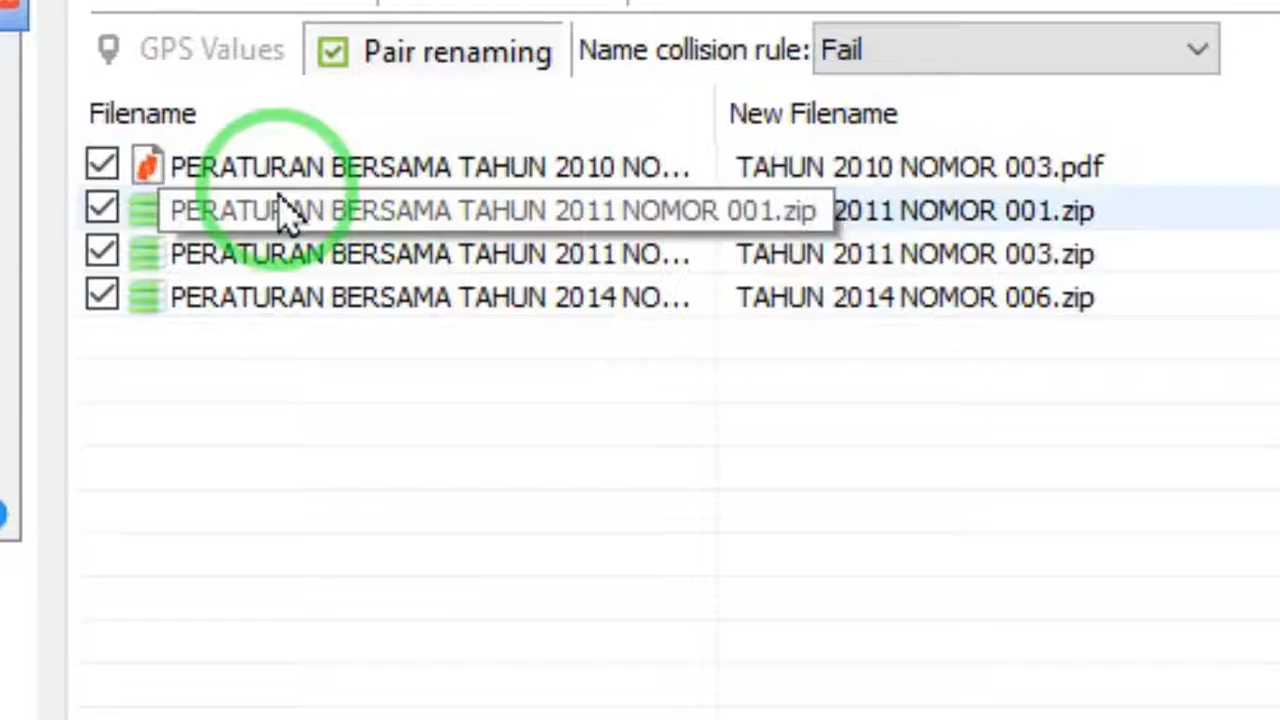 GPS Values Pair renaming Name collision rule: Fail
Filename New Filename
PERATURAN BERSAMA TAHUN 2010 NO... TAHUN 2010 NOMOR 003.pdf
PERATURAN BERSAMA TAHUN 2011 NOMOR 001.zip 2011 NOMOR 001.zip
PERATURAN BERSAMA TAHUN 2011 NO... TAHUN 2011 NOMOR 003.zip
PERATURAN BERSAMA TAHUN 2014 NO... TAHUN 2014 NOMOR 006.zip